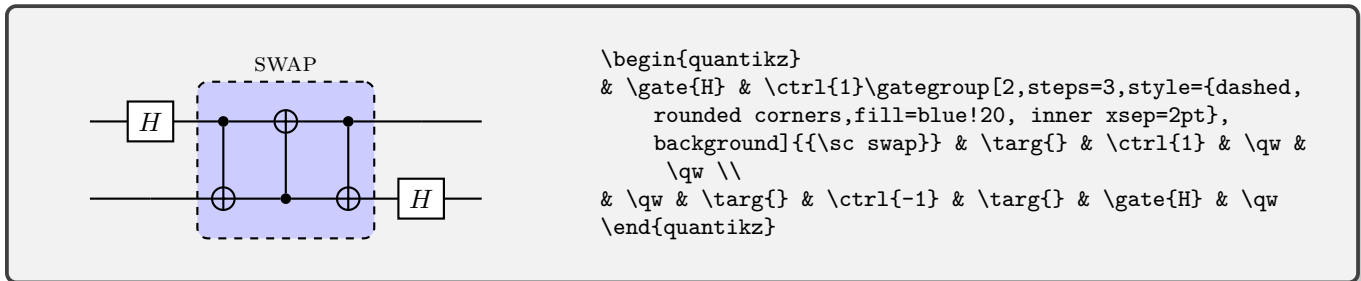 SWAP
H
H
\begin{quantikz}
& \gate{H} & \ctrl{1}\gategroup[2,steps=3,style={dashed,
rounded corners,fill=blue!20, inner xsep=2pt},
background]{{\sc swap}} & \targ{} & \ctrl{1} & \qw &
\qw \\
& \qw & \targ{} & \ctrl{-1} & \targ{} & \gate{H} & \qw
\end{quantikz}